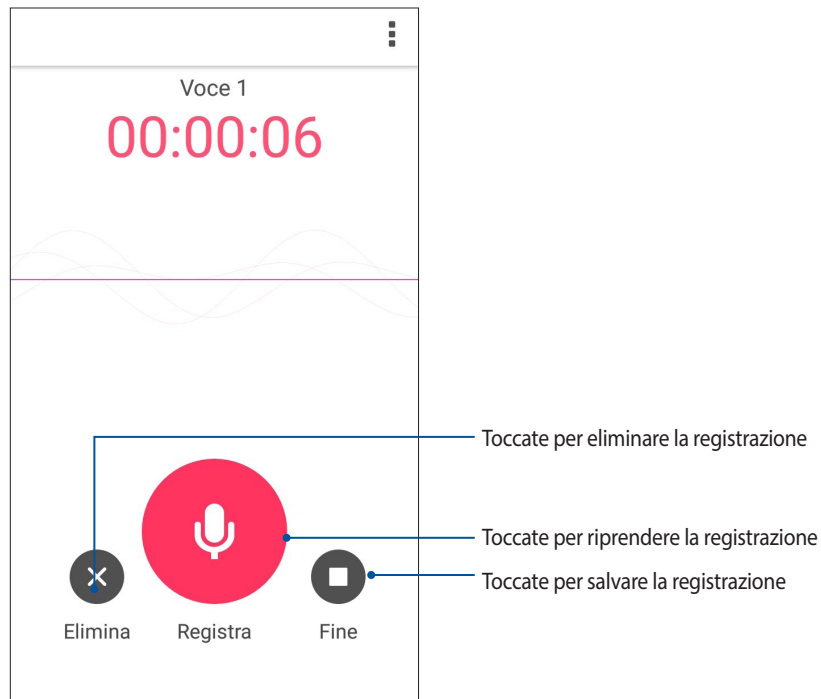 Voce 1
00:00:06
Toccate per eliminare la registrazione
Toccate per riprendere la registrazione
Toccate per salvare la registrazione
Elimina
Registra
Fine